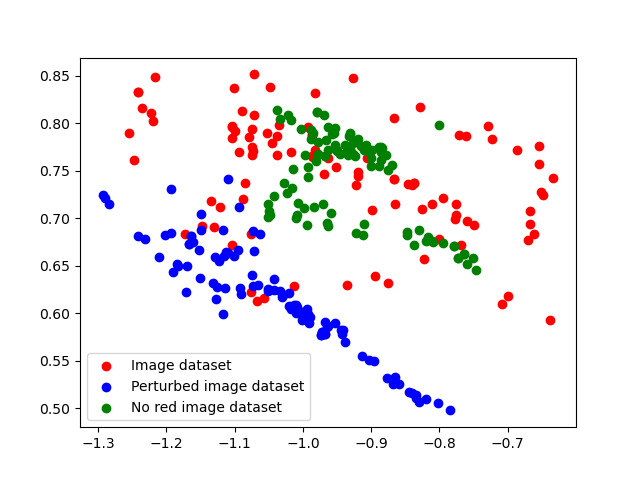 0.85
0.80
0.75
0.70
0.65
0.60
0.55
0.50
Image dataset
Perturbed image dataset
No red image dataset
−1.3 −1.2 −1.1 −1.0 −0.9 −0.8 −0.7